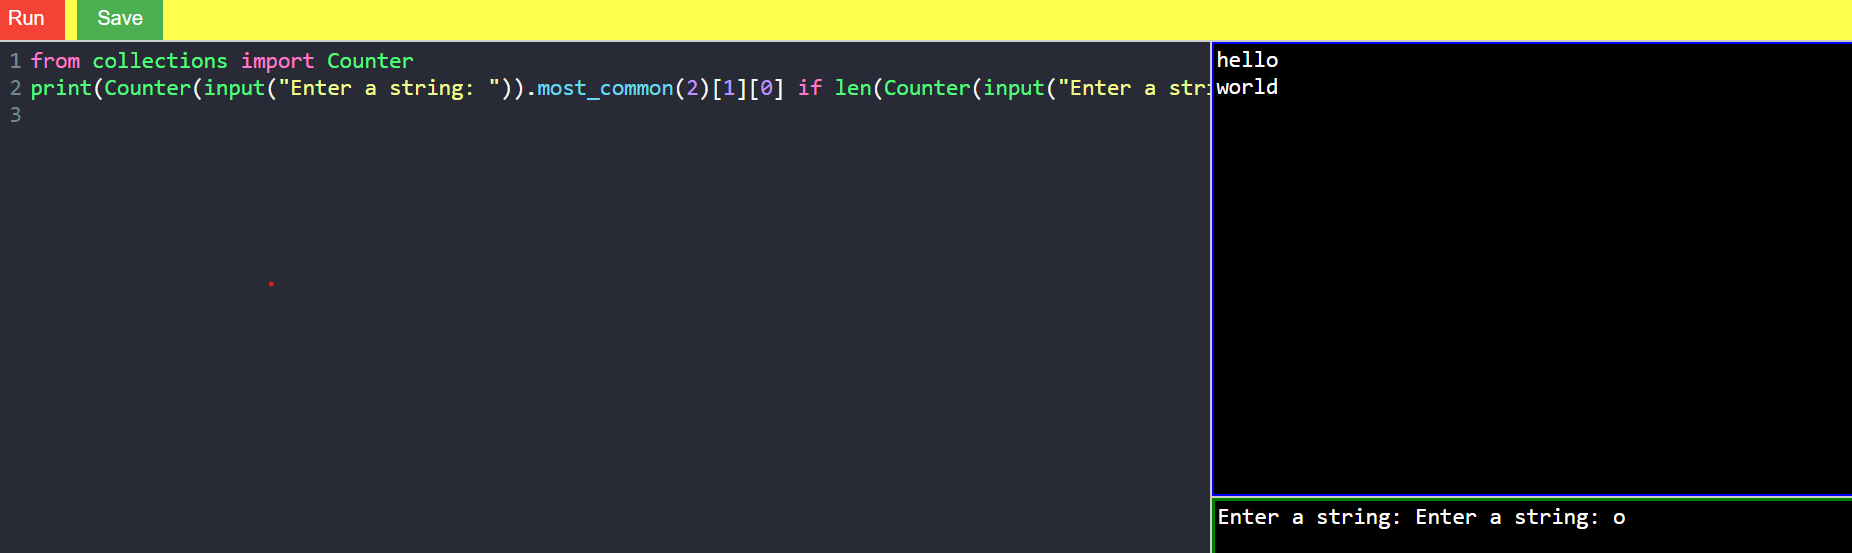 Run Save
1 from collections import Counter
2 print(Counter(input("Enter a string: ")).most_common(2)[1][0] if len(Counter(input("Enter a stri
3
hello
world
Enter a string: Enter a string: o